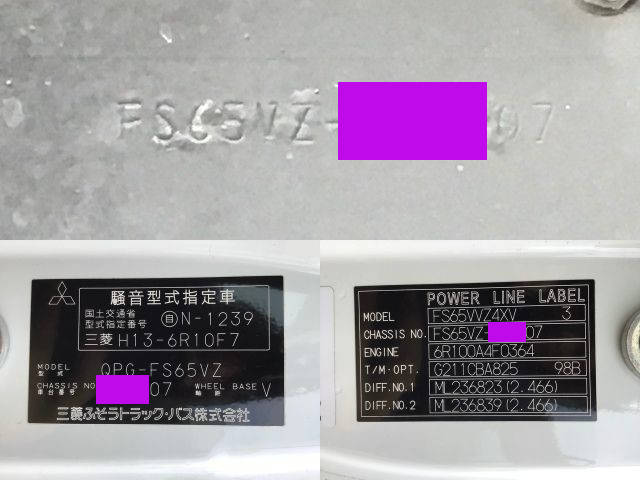 FS65VZ- 07
騒音型式指定車
国土交通省
型式指定番号 自N-1239
三菱 H13-6R10F7
MODEL
型式 QPG-FS65VZ
CHASSIS NO
車台番号 07 WHEEL BASE
軸距 V
三菱ふそうトラック・バス株式会社
POWER LINE LABEL
MODEL FS65VVZ4XV 3
CHASSIS NO. FS65VZ 07
ENGINE 6R100A4F0364
T/M·OPT. G211CBA825 98B
DIFF.NO.1 ML236823(2.466)
DIFF.NO.2 ML236839(2.466)